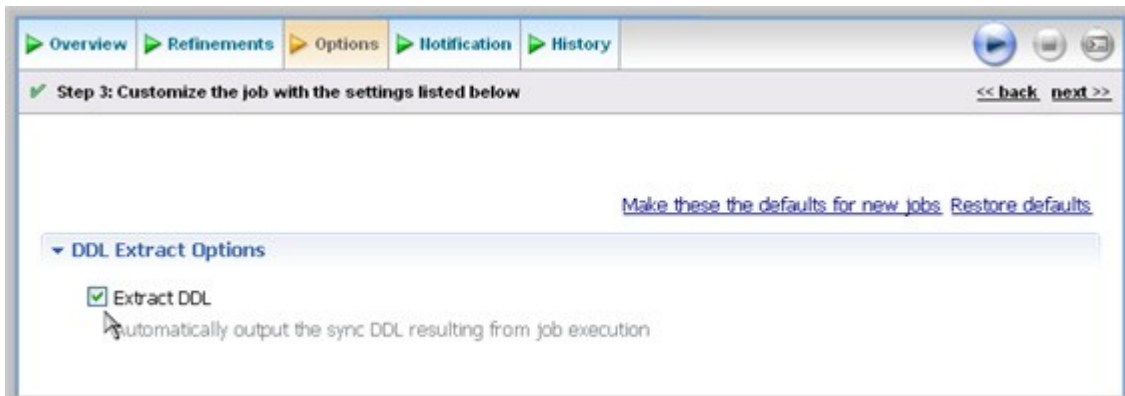 Overview Refinements Options Notification History
Step 3: Customize the job with the settings listed below << back next >>
Make these the defaults for new jobs Restore defaults
DDL Extract Options
Extract DDL
Automatically output the sync DDL resulting from job execution